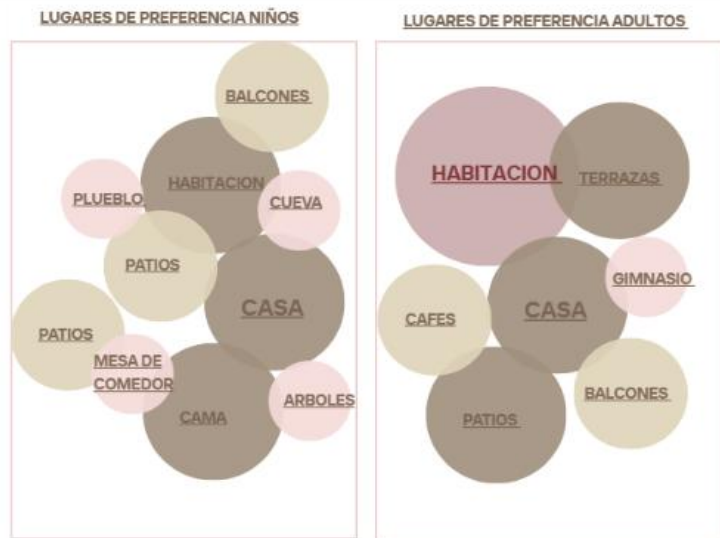 LUGARES DE PREFERENCIA NIÑOS
BALCONES
HABITACION
PLUEBLO
CUEVA
PATIOS
CASA
PATIOS
MESA DE
COMEDOR
CAMA
ARBOLES
LUGARES DE PREFERENCIA ADULTOS
HABITACION
TERRAZAS
GIMNASIO
CASA
CAFES
BALCONES
PATIOS